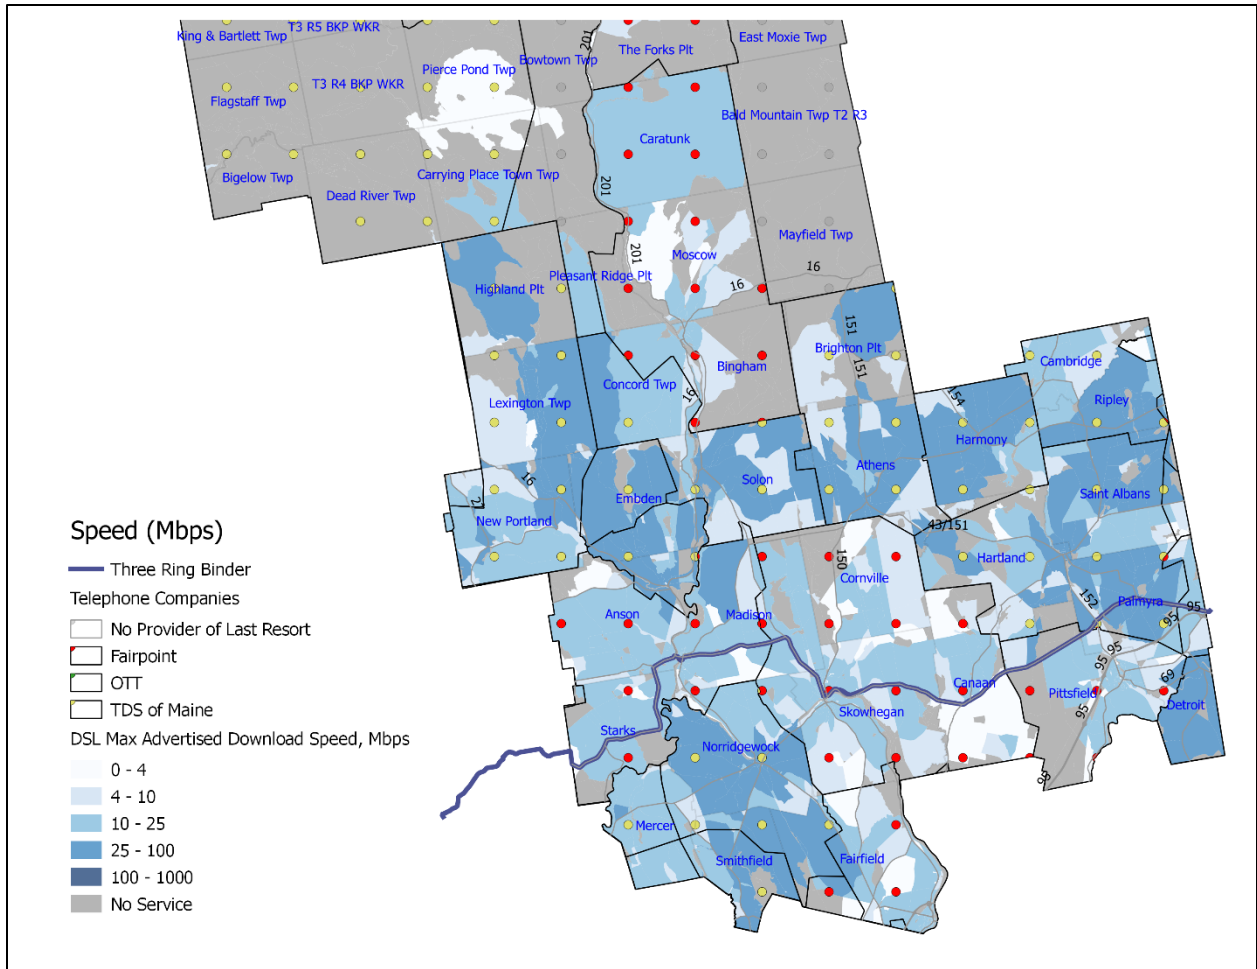 201
T3 R5 BKP WKR
King & Bartlett Twp
East Moxie Twp
The Forks Plt
Bowtown Twp
Pierce Pond Twp
T3 R4 BKP WKR
Flagstaff Twp
Bald Mountain Twp T2 R3
Caratunk
Carrying Place Town Twp
Bigelow Twp
201
Dead River Twp
Mayfield Twp
201
Moscow
16
Pleasant Ridge Plt
16
Highland Plt
151
Brighton Plt
Cambridge
Bingham
151
Concord Twp
16
154
Ripley
Lexington Twp
Harmony
Athens
Solon
16
Saint Albans
Embden
New Portland
43/151
Speed (Mbps)
150
Hartland
Three Ring Binder
Cornville
Telephone Companies
152
Palmyra
95
Anson
Madison
95
No Provider of Last Resort
95
95
Fairpoint
69
Canaan
Pittsfield
OTT
Skowhegan
95
Detroit
TDS of Maine
Starks
DSL Max Advertised Download Speed, Mbps
Norridgewock
0 - 4
95
4 - 10
10 - 25
Mercer
25 - 100
Smithfield
Fairfield
100 - 1000
No Service